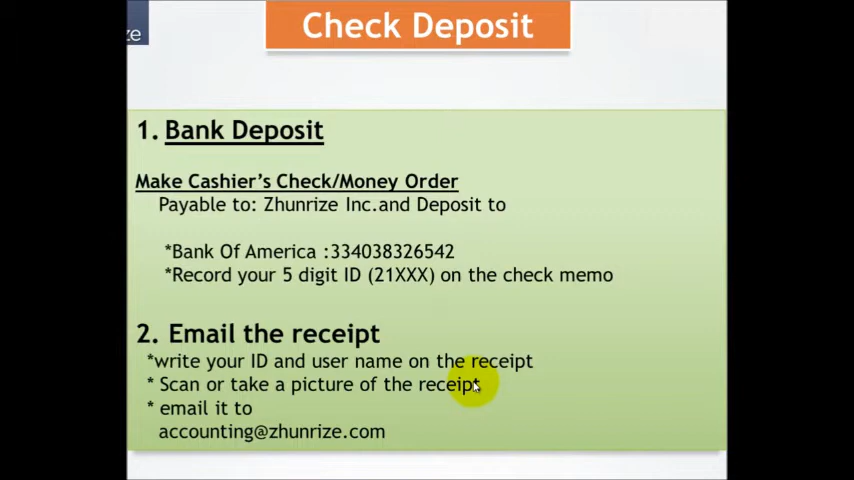 ze
Check Deposit
1. Bank Deposit
Make Cashier's Check/Money Order
Payable to: Zhunrize Inc.and Deposit to
*Bank Of America :334038326542
*Record your 5 digit ID (21XXX) on the check memo
2. Email the receipt
*write your ID and user name on the receipt
* Scan or take a picture of the receipt
* email it to
accounting@zhunrize.com